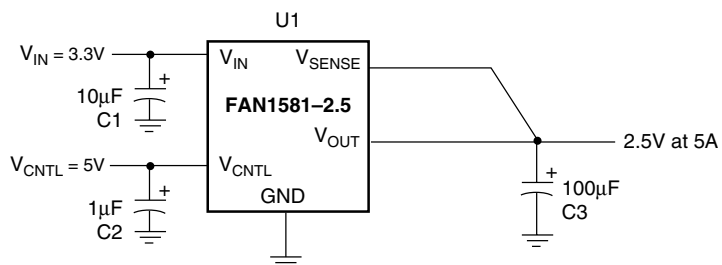 U1
V_IN = 3.3V
V_IN
V_SENSE
+
10μF
C1
FAN1581–2.5
V_OUT
2.5V at 5A
V_CNTL = 5V
V_CNTL
+
1μF
C2
GND
+
100μF
C3